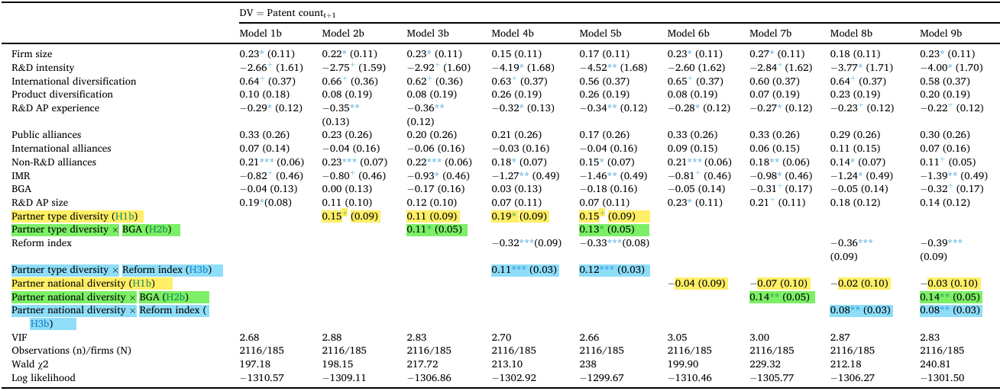 DV = Patent count_t+1
Model 1b Model 2b Model 3b Model 4b Model 5b Model 6b Model 7b Model 8b Model 9b
Firm size 0.23* (0.11) 0.22* (0.11) 0.23* (0.11) 0.15 (0.11) 0.17 (0.11) 0.23* (0.11) 0.27* (0.11) 0.18 (0.11) 0.23* (0.11)
R&D intensity −2.66+ (1.61) −2.75+ (1.59) −2.92+ (1.60) −4.19* (1.68) −4.52** (1.68) −2.60 (1.62) −2.84+ (1.62) −3.77* (1.71) −4.00* (1.70)
International diversification 0.64+ (0.37) 0.66+ (0.36) 0.62+ (0.36) 0.63+ (0.37) 0.56 (0.37) 0.65+ (0.37) 0.60 (0.37) 0.64+ (0.37) 0.58 (0.37)
Product diversification 0.10 (0.18) 0.08 (0.19) 0.08 (0.19) 0.26 (0.19) 0.26 (0.19) 0.08 (0.19) 0.07 (0.19) 0.23 (0.19) 0.20 (0.19)
R&D AP experience −0.29* (0.12) −0.35** −0.36** −0.32* (0.13) −0.34** (0.12) −0.28* (0.12) −0.27* (0.12) −0.23+ (0.12) −0.22+ (0.12)
(0.13) (0.12)
Public alliances 0.33 (0.26) 0.23 (0.26) 0.20 (0.26) 0.21 (0.26) 0.17 (0.26) 0.33 (0.26) 0.33 (0.26) 0.29 (0.26) 0.30 (0.26)
International alliances 0.07 (0.14) −0.04 (0.16) −0.06 (0.16) −0.03 (0.16) −0.04 (0.16) 0.09 (0.15) 0.06 (0.15) 0.11 (0.15) 0.07 (0.16)
Non-R&D alliances 0.21*** (0.06) 0.23*** (0.07) 0.22*** (0.06) 0.18* (0.07) 0.15* (0.07) 0.21*** (0.06) 0.18** (0.06) 0.14* (0.07) 0.11+ (0.05)
IMR −0.82+ (0.46) −0.80+ (0.46) −0.93* (0.46) −1.27** (0.49) −1.46** (0.49) −0.81+ (0.46) −0.98* (0.46) −1.24* (0.49) −1.39** (0.49)
BGA −0.04 (0.13) 0.00 (0.13) −0.17 (0.16) 0.03 (0.13) −0.18 (0.16) −0.05 (0.14) −0.31+ (0.17) −0.05 (0.14) −0.32+ (0.17)
R&D AP size 0.19*(0.08) 0.11 (0.10) 0.12 (0.10) 0.07 (0.11) 0.07 (0.11) 0.23* (0.11) 0.21+ (0.11) 0.18 (0.12) 0.14 (0.12)
Partner type diversity (H1b) 0.15+ (0.09) 0.11 (0.09) 0.19* (0.09) 0.15+ (0.09)
Partner type diversity × BGA (H2b) 0.11* (0.05) 0.13* (0.05)
Reform index −0.32***(0.09) −0.33***(0.08) −0.36*** −0.39***
(0.09) (0.09)
Partner type diversity × Reform index (H3b) 0.11*** (0.03) 0.12*** (0.03)
Partner national diversity (H1b) −0.04 (0.09) −0.07 (0.10) −0.02 (0.10) −0.03 (0.10)
Partner national diversity × BGA (H2b) 0.14** (0.05) 0.14** (0.05)
Partner national diversity × Reform index ( 0.08** (0.03) 0.08** (0.03)
H3b)
VIF 2.68 2.88 2.83 2.70 2.66 3.05 3.00 2.87 2.83
Observations (n)/firms (N) 2116/185 2116/185 2116/185 2116/185 2116/185 2116/185 2116/185 2116/185 2116/185
Wald χ2 197.18 198.15 217.72 213.10 238 199.90 229.32 212.18 240.81
Log likelihood −1310.57 −1309.11 −1306.86 −1302.92 −1299.67 −1310.46 −1305.77 −1306.27 −1301.50